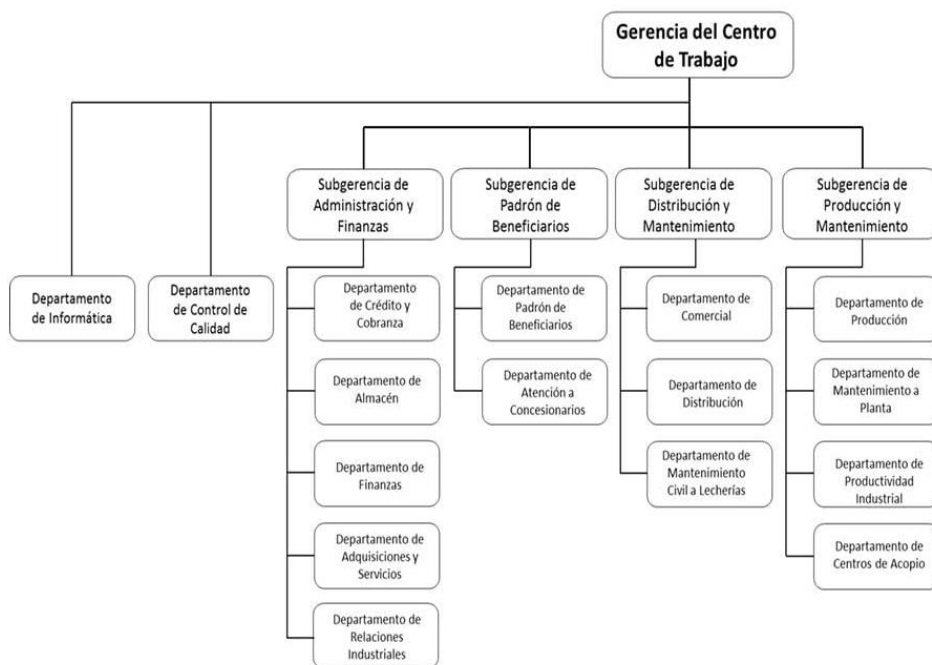 Gerencia del Centro
de Trabajo
Subgerencia de
Administración y
Finanzas
Subgerencia de
Padrón de
Beneficiarios
Subgerencia de
Distribución y
Mantenimiento
Subgerencia de
Producción y
Mantenimiento
Departamento
de Informática
Departamento
de Control de
Calidad
Departamento
de Crédito y
Cobranza
Departamento de
Almacén
Departamento de
Finanzas
Departamento de
Adquisiciones y
Servicios
Departamento de
Relaciones
Industriales
Departamento de
Padrón de
Beneficiarios
Departamento de
Atención a
Concesionarios
Departamento de
Comercial
Departamento de
Distribución
Departamento de
Mantenimiento
Civil a Lecherías
Departamento de
Producción
Departamento de
Mantenimiento a
Planta
Departamento de
Productividad
Industrial
Departamento de
Centros de Acopio